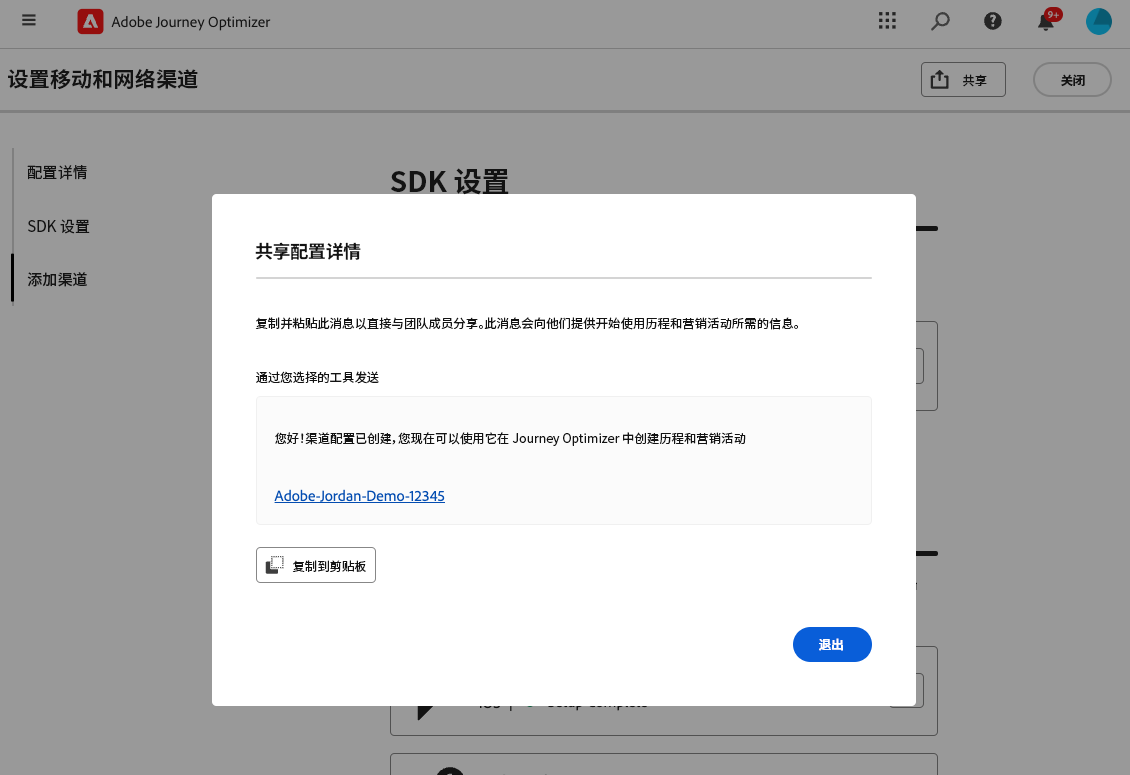 Adobe Journey Optimizer
9+
设置移动和网络渠道
共享
关闭
配置详情
SDK 设置
添加渠道
SDK 设置
共享配置详情
复制并粘贴此消息以直接与团队成员分享。此消息会向他们提供开始使用历程和营销活动所需的信息。
通过您选择的工具发送
您好！渠道配置已创建，您现在可以使用它在 Journey Optimizer 中创建历程和营销活动
Adobe-Jordan-Demo-12345
复制到剪贴板
退出